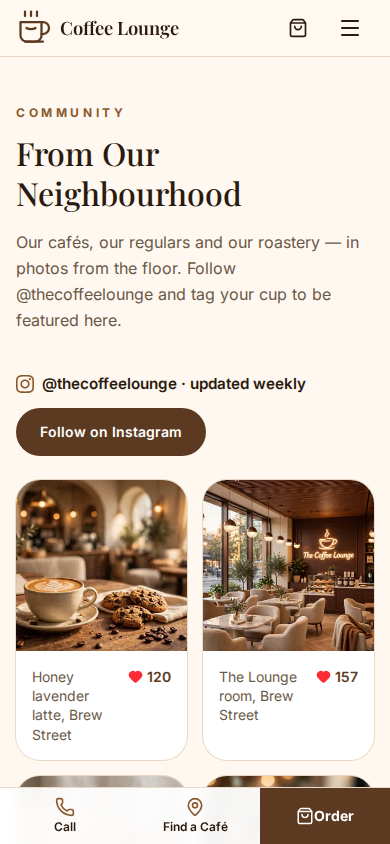 Coffee Lounge
COMMUNITY
From Our
Neighbourhood
Our cafés, our regulars and our roastery — in
photos from the floor. Follow
@thecoffeelounge and tag your cup to be
featured here.
@thecoffeelounge · updated weekly
Follow on Instagram
The Coffee Lounge
Honey
lavender
latte, Brew
Street
120
The Lounge
room, Brew
Street
157
Call
Find a Café
Order